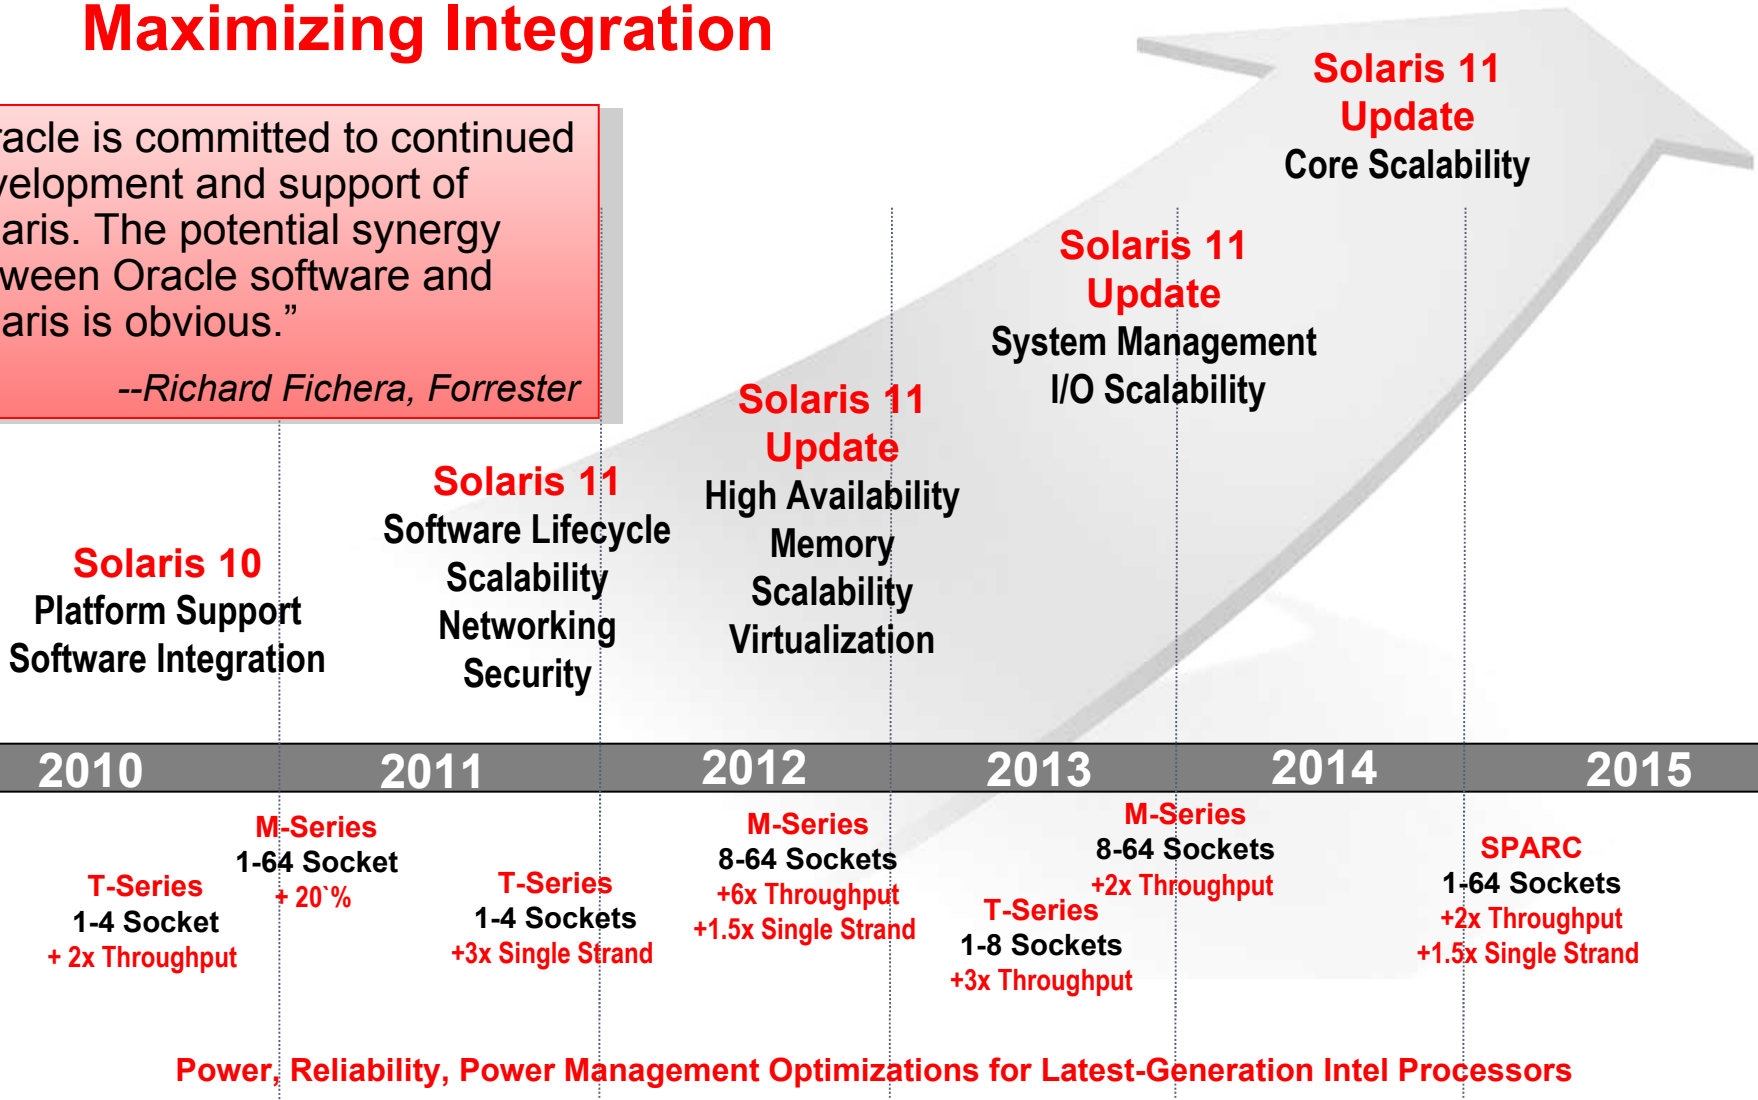 Maximizing Integration
racle is committed to continued
velopment and support of
aris. The potential synergy
ween Oracle software and
aris is obvious.”
--Richard Fichera, Forrester
Solaris 10
Platform Support
Software Integration
Solaris 11
Software Lifecycle
Scalability
Networking
Security
Solaris 11
Update
High Availability
Memory
Scalability
Virtualization
Solaris 11
Update
System Management
I/O Scalability
Solaris 11
Update
Core Scalability
2010 2011 2012 2013 2014 2015
T-Series
1-4 Socket
+ 2x Throughput
M-Series
1-64 Socket
+ 20`%
T-Series
1-4 Sockets
+3x Single Strand
M-Series
8-64 Sockets
+6x Throughput
+1.5x Single Strand
T-Series
1-8 Sockets
+3x Throughput
M-Series
8-64 Sockets
+2x Throughput
SPARC
1-64 Sockets
+2x Throughput
+1.5x Single Strand
Power, Reliability, Power Management Optimizations for Latest-Generation Intel Processors